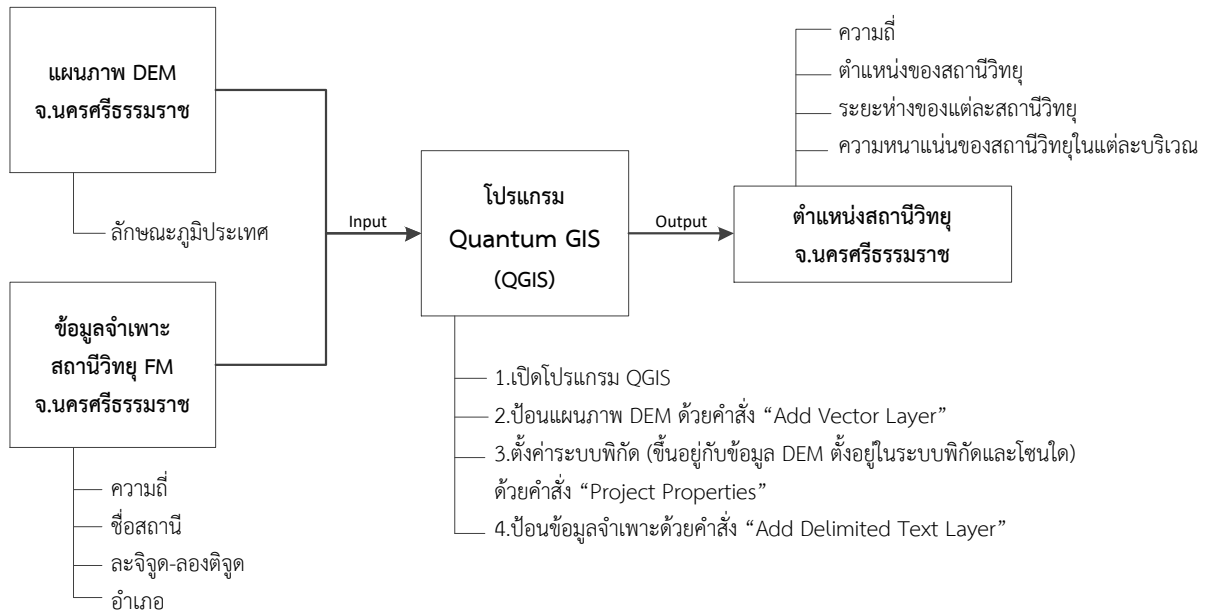 แผนภาพ DEM
จ.นครศรีธรรมราช
ลักษณะภูมิประเทศ
ข้อมูลจำเพาะ
สถานีวิทยุ FM
จ.นครศรีธรรมราช
ความถี่
ชื่อสถานี
ละจิจูด-ลองติจูด
อำเภอ
Input
โปรแกรม
Quantum GIS
(QGIS)
1.เปิดโปรแกรม QGIS
2.ป้อนแผนภาพ DEM ด้วยคำสั่ง “Add Vector Layer”
3.ตั้งค่าระบบพิกัด (ขึ้นอยู่กับข้อมูล DEM ตั้งอยู่ในระบบพิกัดและโซนใด)
ด้วยคำสั่ง “Project Properties”
4.ป้อนข้อมูลจำเพาะด้วยคำสั่ง “Add Delimited Text Layer”
Output
ความถี่
ตำแหน่งของสถานีวิทยุ
ระยะห่างของแต่ละสถานีวิทยุ
ความหนาแน่นของสถานีวิทยุในแต่ละบริเวณ
ตำแหน่งสถานีวิทยุ
จ.นครศรีธรรมราช